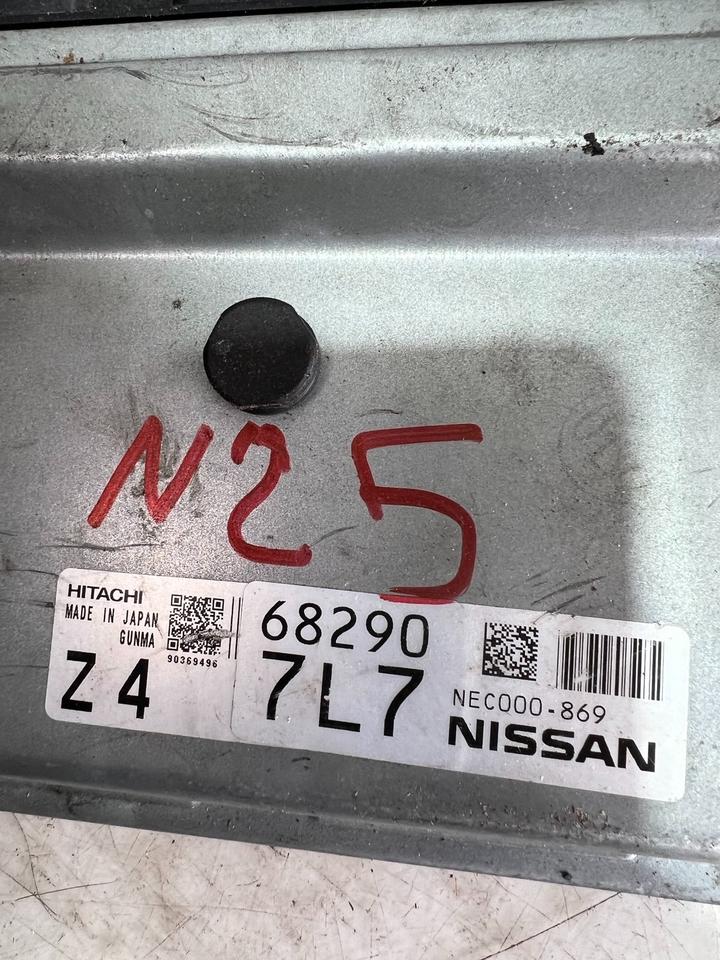 N25
HITACHI
MADE IN JAPAN
GUNMA
90369496
Z4
68290
7L7
NEC000-869
NISSAN